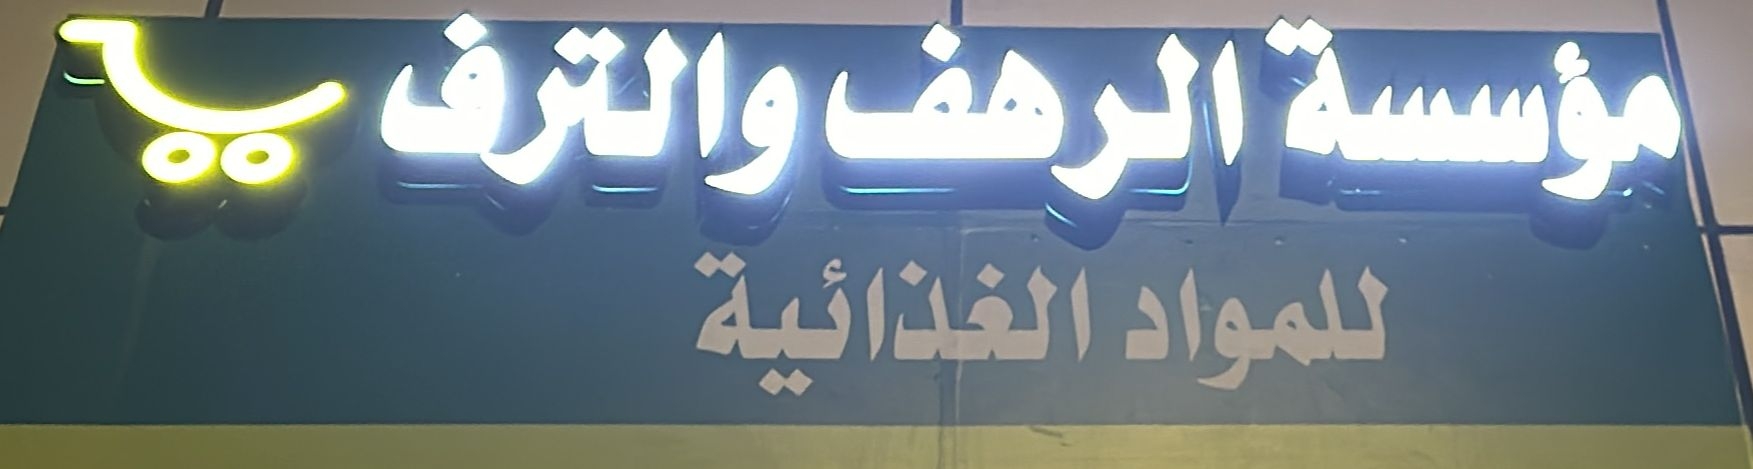 مؤسسة الرهف والترف
للمواد الغذائية